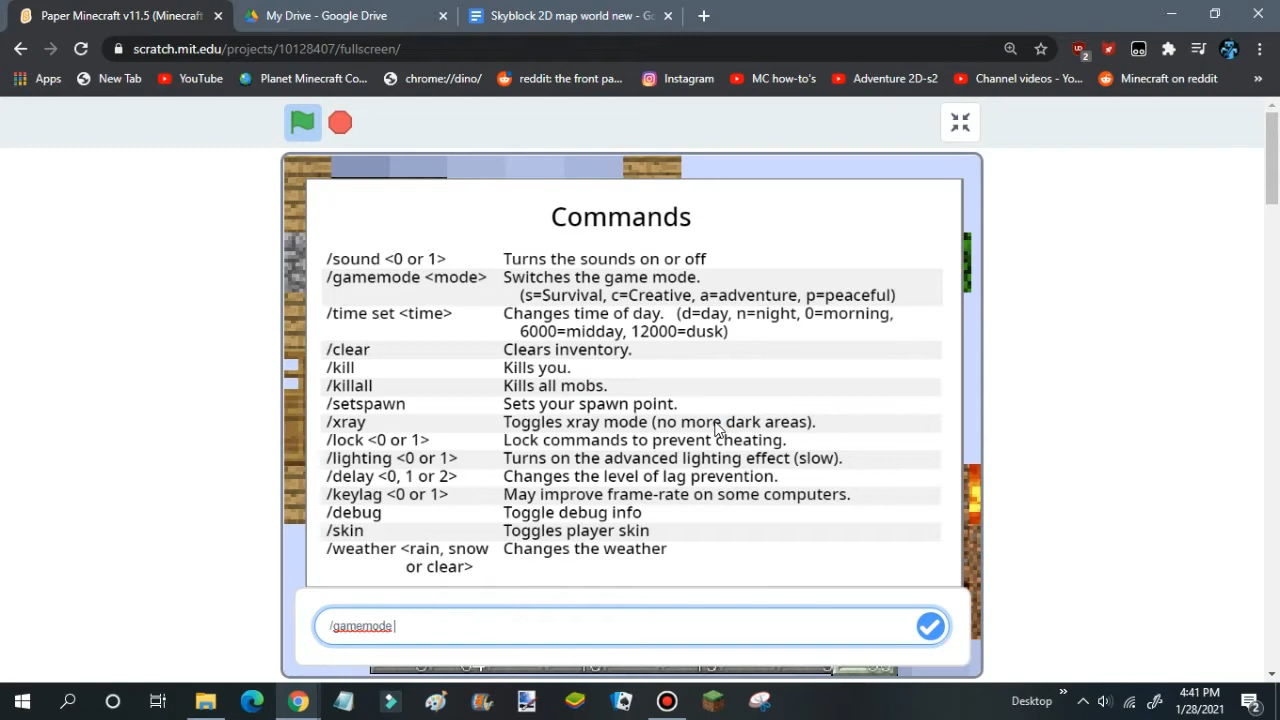 Paper Minecraft v11.5 (Minecraft
My Drive - Google Drive
Skyblock 2D map world new - Go
scratch.mit.edu/projects/10128407/fullscreen/
2
Apps
New Tab
YouTube
Planet Minecraft Co...
chrome://dino/
reddit: the front pa...
Instagram
MC how-to's
Adventure 2D-s2
Channel videos - Yo...
Minecraft on reddit
»
Commands
/sound <0 or 1> Turns the sounds on or off
/gamemode <mode> Switches the game mode.
(s=Survival, c=Creative, a=adventure, p=peaceful)
/time set <time> Changes time of day. (d=day, n=night, 0=morning,
6000=midday, 12000=dusk)
/clear Clears inventory.
/kill Kills you.
/killall Kills all mobs.
/setspawn Sets your spawn point.
/xray Toggles xray mode (no more dark areas).
/lock <0 or 1> Lock commands to prevent cheating.
/lighting <0 or 1> Turns on the advanced lighting effect (slow).
/delay <0, 1 or 2> Changes the level of lag prevention.
/keylag <0 or 1> May improve frame-rate on some computers.
/debug Toggle debug info
/skin Toggles player skin
/weather <rain, snow Changes the weather
or clear>
/gamemode
Desktop
»
4:41 PM
1/28/2021
2